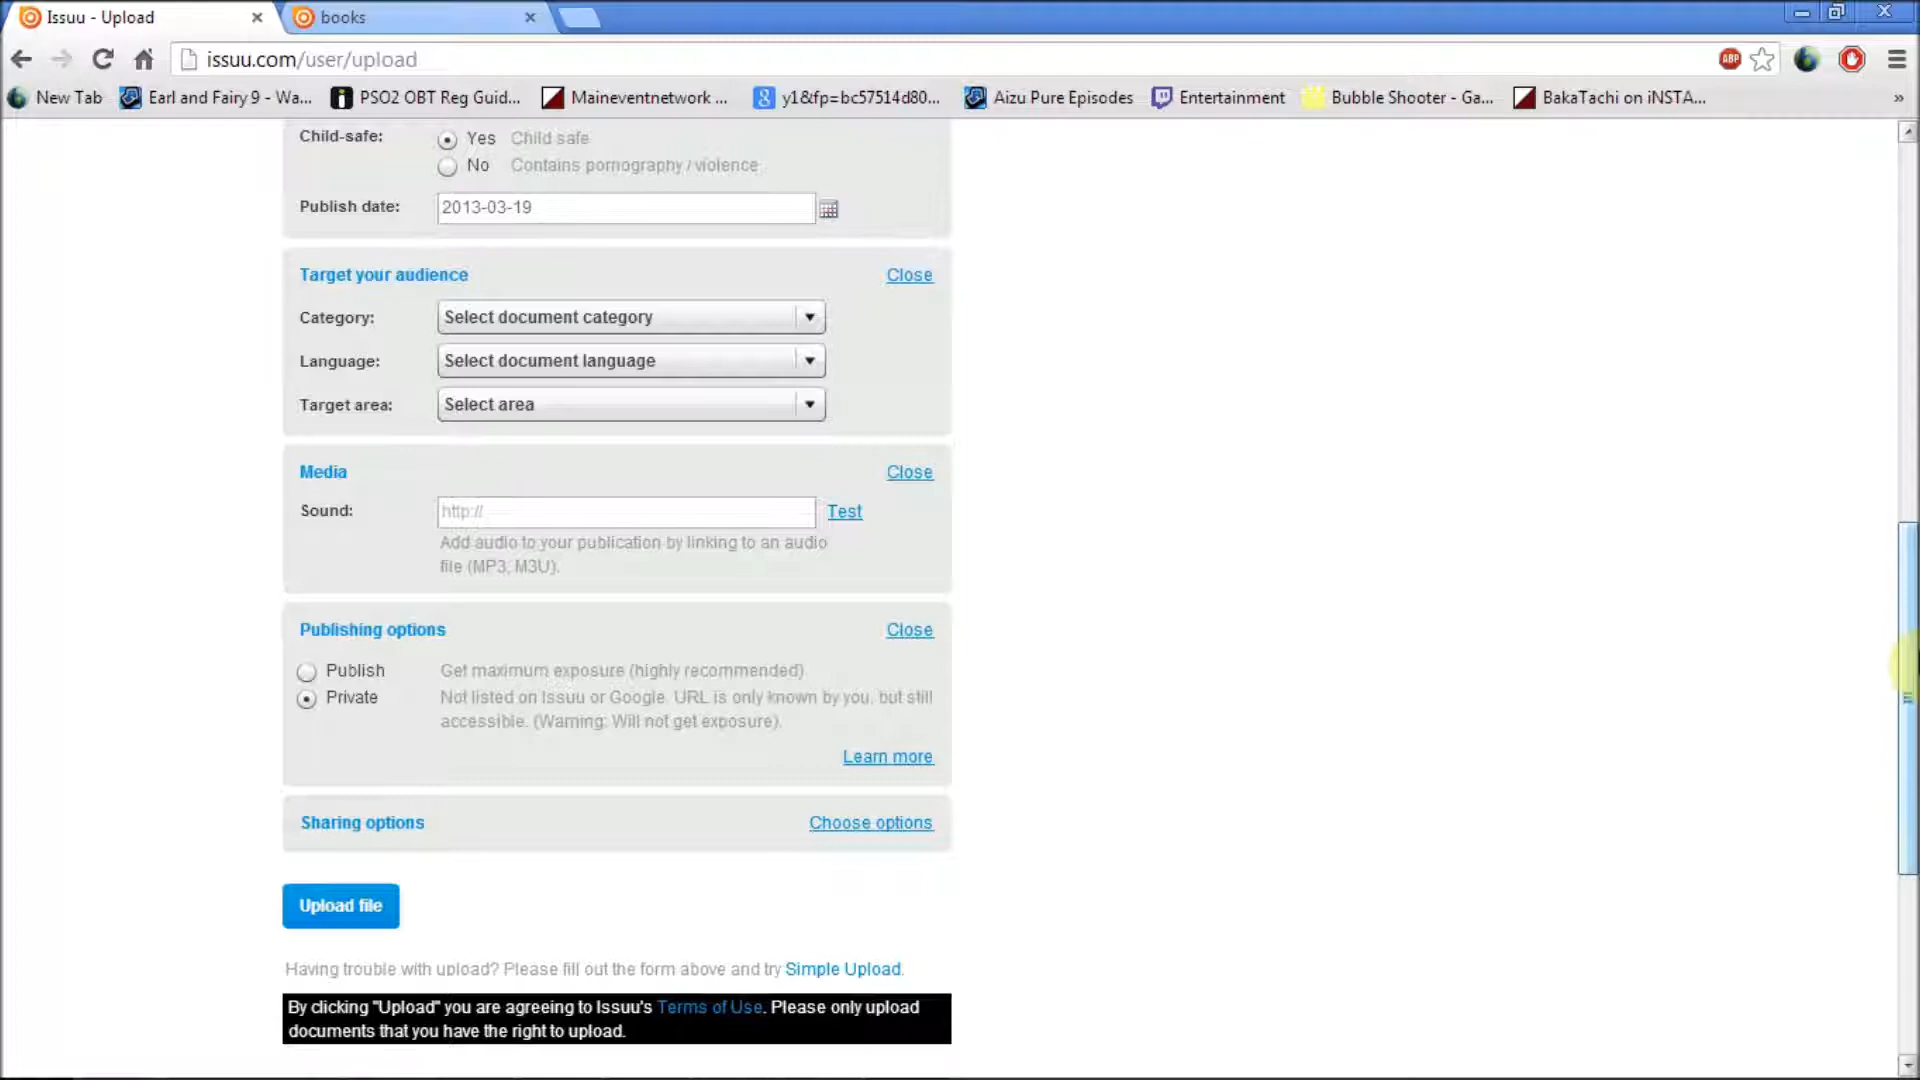 Issuu - Upload
books
issuu.com/user/upload
ABP
New Tab
Earl and Fairy 9 - Wa...
PSO2 OBT Reg Guid...
Maineventnetwork ...
y1&fp=bc57514d80...
Aizu Pure Episodes
Entertainment
Bubble Shooter - Ga...
BakaTachi on iNSTA...
»
Child-safe:
Yes Child safe
No Contains pornography / violence
Publish date:
2013-03-19
Target your audience
Close
Category:
Select document category
Language:
Select document language
Target area:
Select area
Media
Close
Sound:
http://
Test
Add audio to your publication by linking to an audio
file (MP3, M3U).
Publishing options
Close
Publish
Get maximum exposure (highly recommended)
Private
Not listed on Issuu or Google. URL is only known by you, but still
accessible. (Warning: Will not get exposure).
Learn more
Sharing options
Choose options
Upload file
Having trouble with upload? Please fill out the form above and try Simple Upload.
By clicking "Upload" you are agreeing to Issuu's Terms of Use. Please only upload
documents that you have the right to upload.